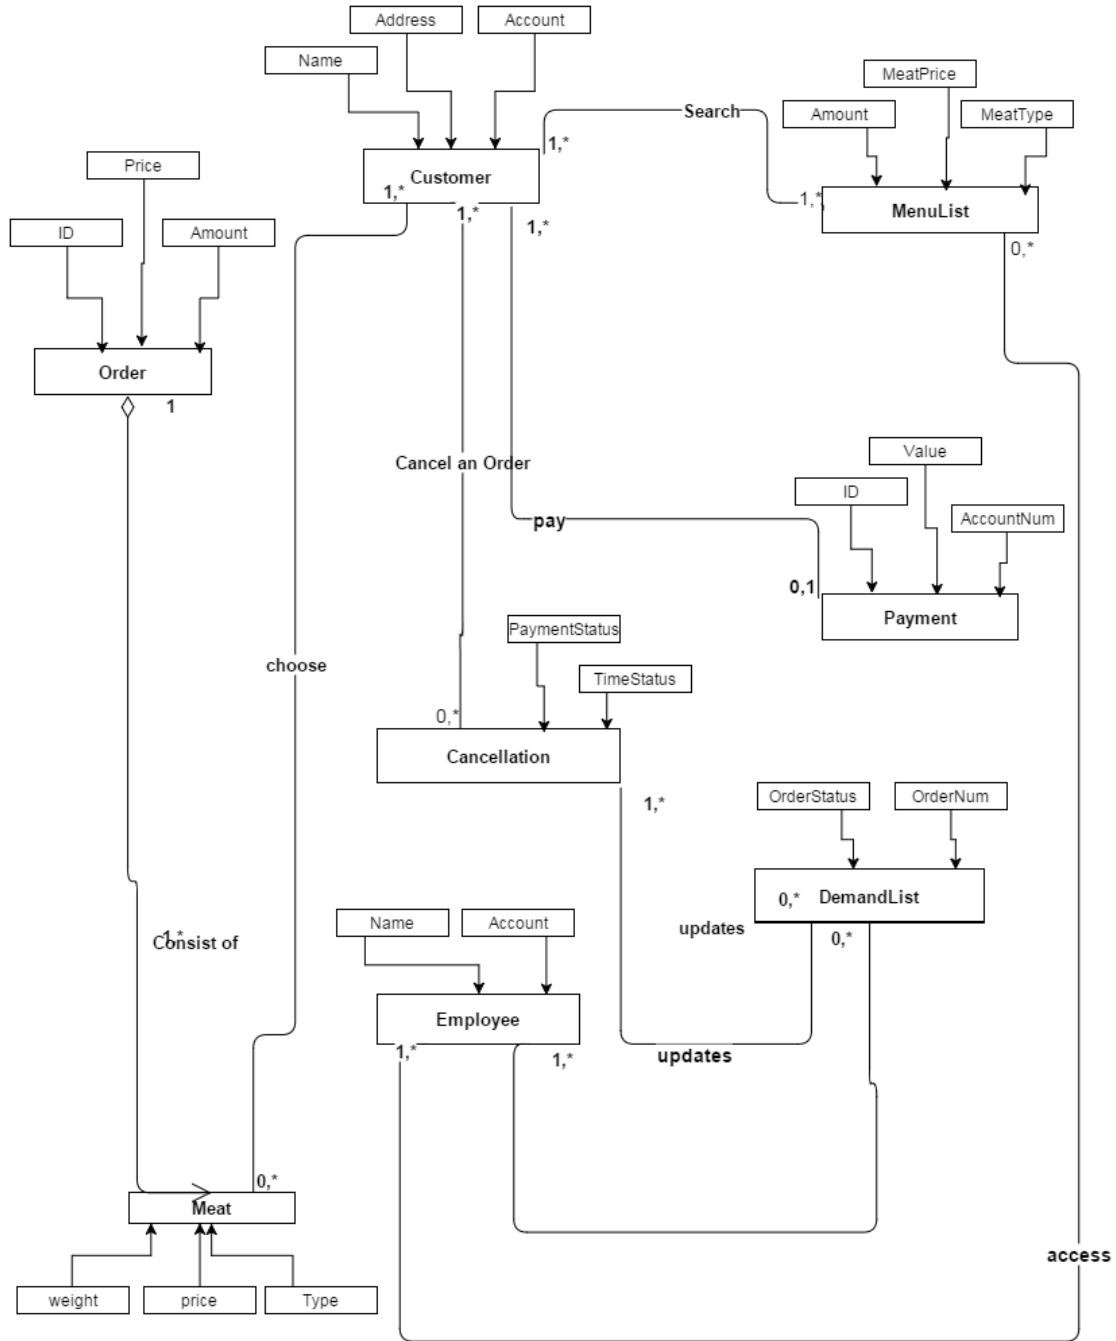 Address
Account
Name
MeatPrice
Search
Amount
MeatType
1,*
Price
Customer
1,*
1,*
MenuList
1,*
1,*
ID
Amount
0,*
Order
1
Value
Cancel an Order
ID
AccountNum
pay
0,1
Payment
PaymentStatus
choose
TimeStatus
0,*
Cancellation
OrderStatus
OrderNum
1,*
0,*
DemandList
Name
Account
updates
0,*
1,*
Consist of
Employee
1,*
1,*
updates
0,*
Meat
access
weight
price
Type